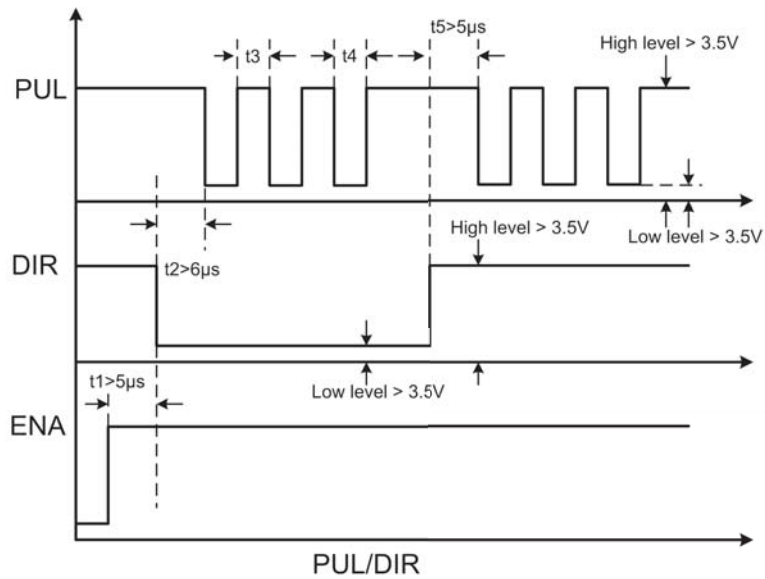 t5>5μs
High level > 3.5V
t3
t4
PUL
Low level > 3.5V
High level > 3.5V
DIR
t2>6μs
t1>5μs
Low level > 3.5V
ENA
PUL/DIR